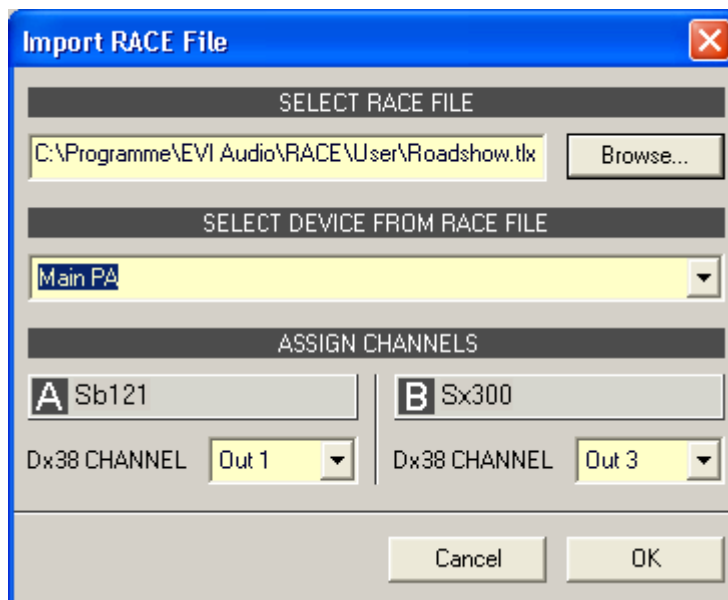 Import RACE File
SELECT RACE FILE
C:\Programme\EVI Audio\RACE\User\Roadshow.tlx
Browse...
SELECT DEVICE FROM RACE FILE
Main PA
ASSIGN CHANNELS
A Sb121
B Sx300
Dx38 CHANNEL Out 1
Dx38 CHANNEL Out 3
Cancel
OK